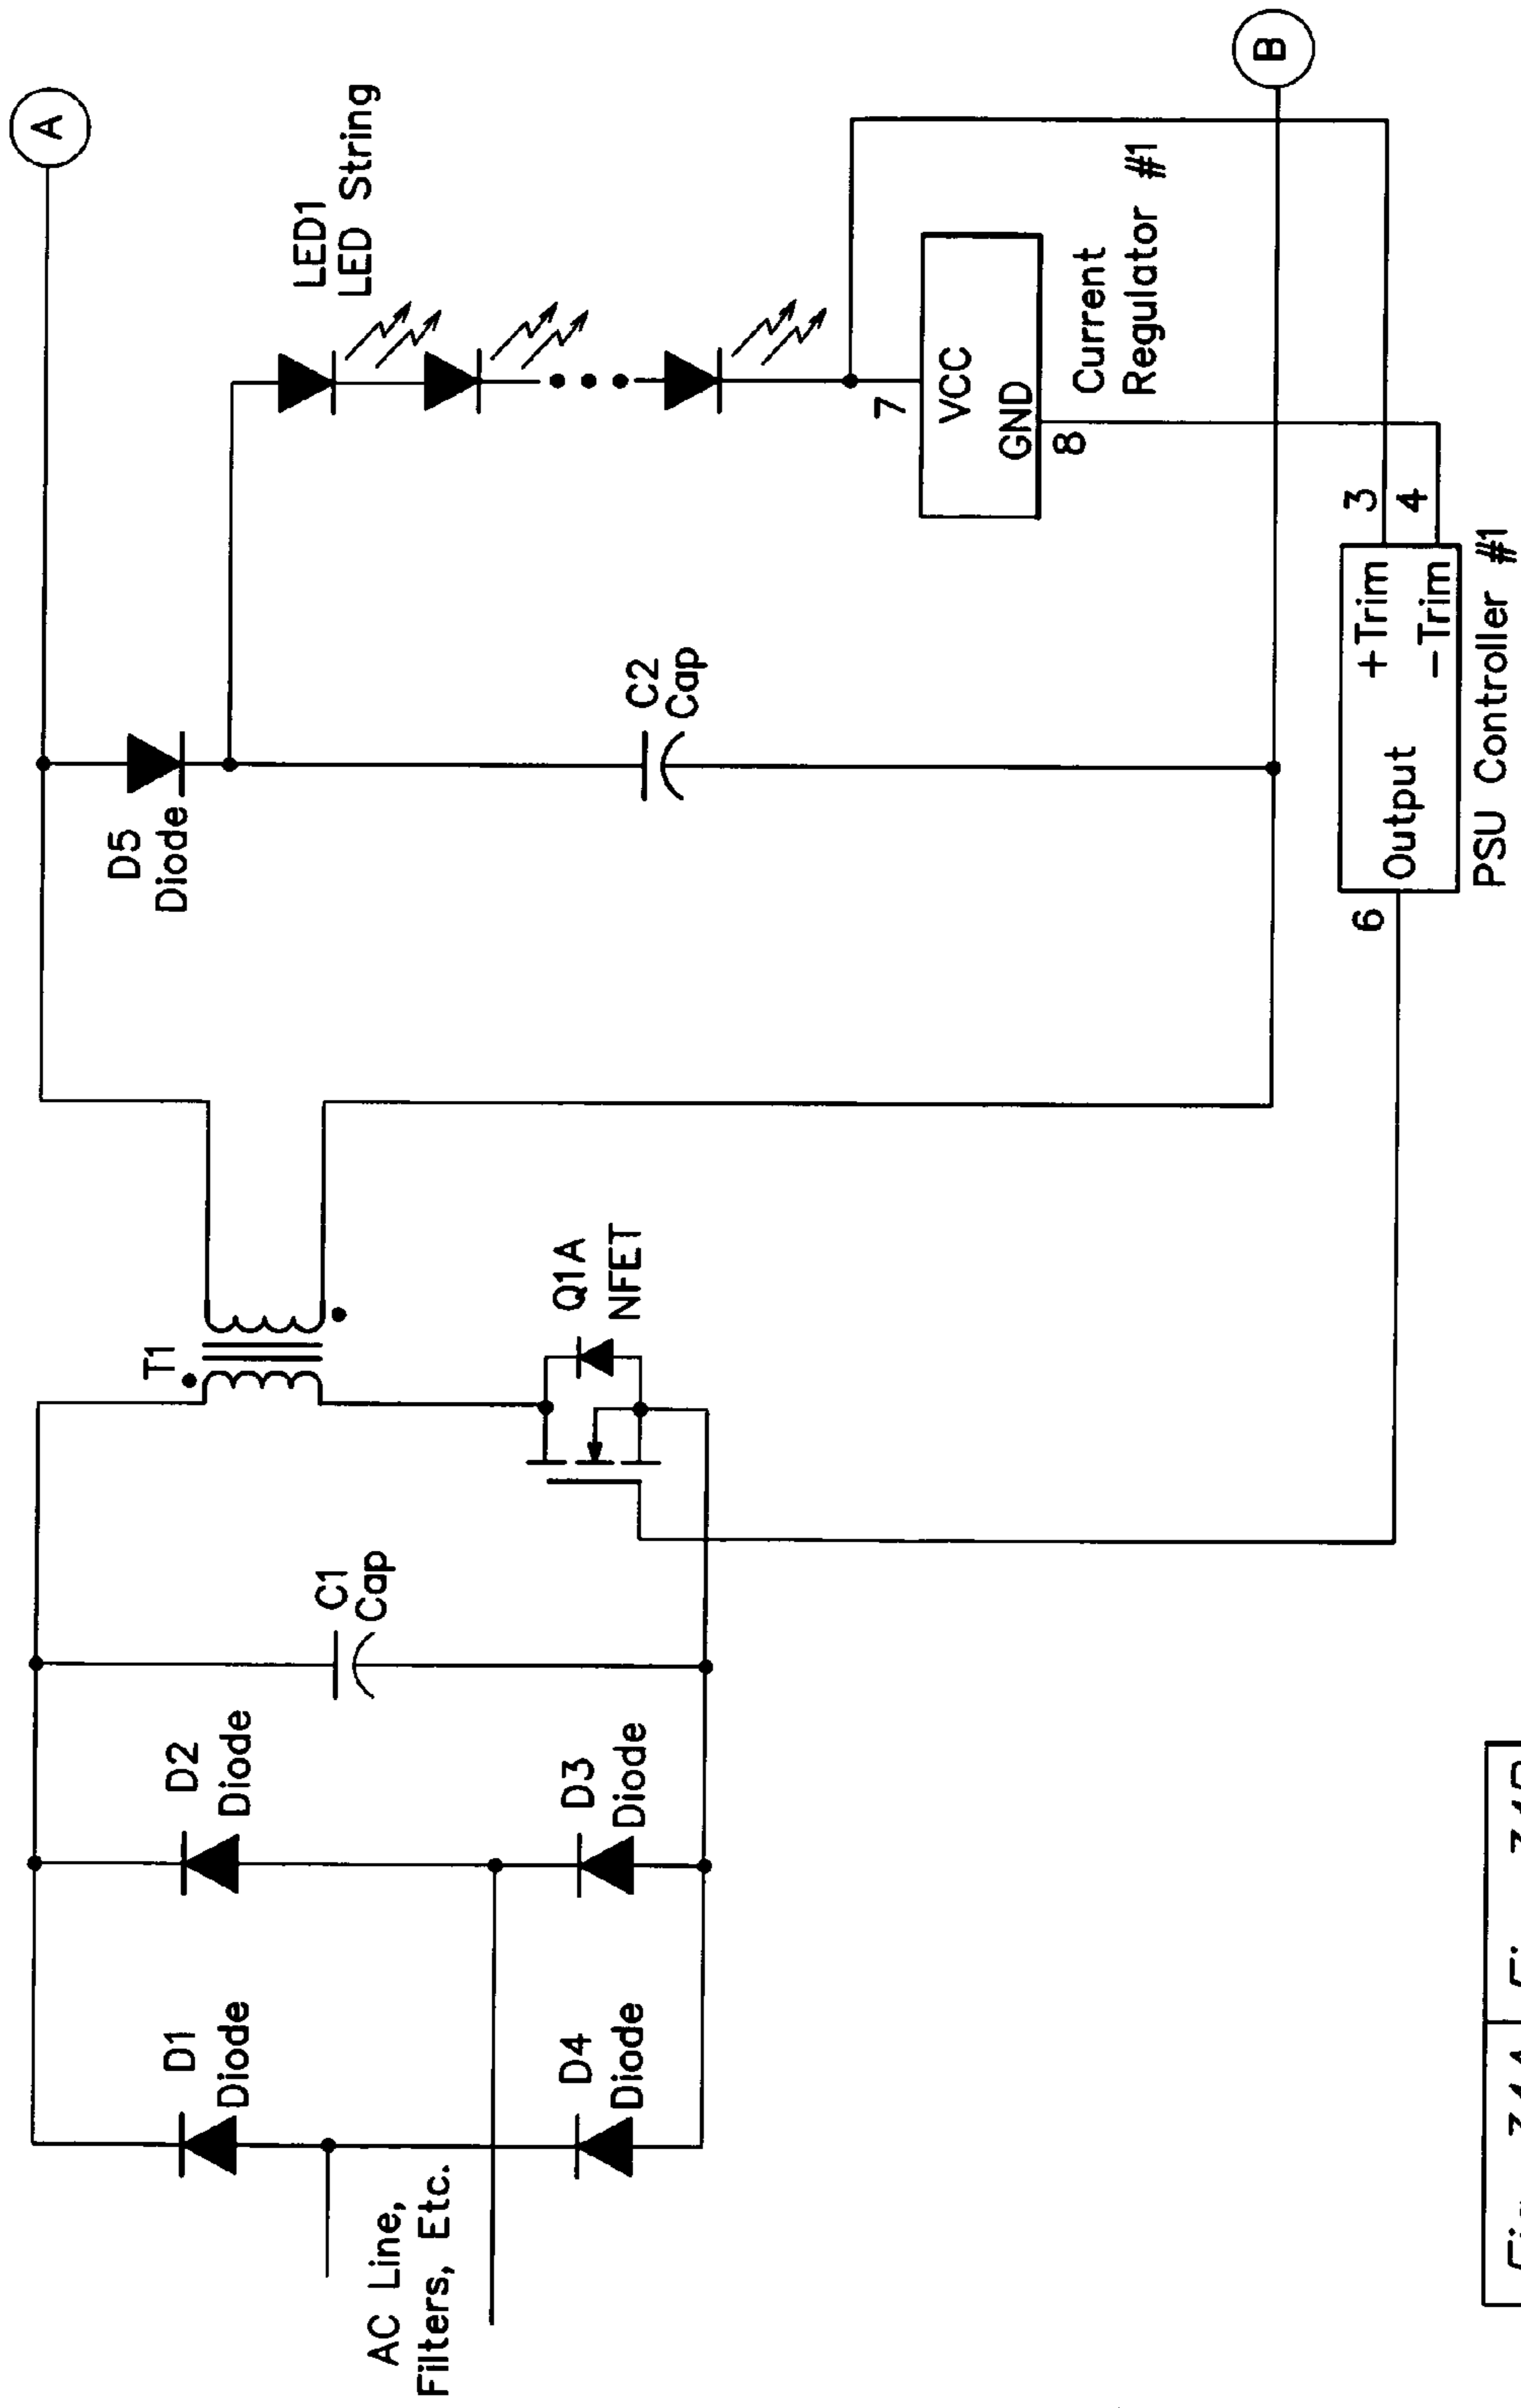 A
D5
Diode
LED1
LED String
C2
Cap
7
VCC
GND
8
Current
Regulator #1
B
T1
Q1A
NFET
C1
Cap
D1
Diode
D2
Diode
D3
Diode
D4
Diode
AC Line,
Filters, Etc.
6
Output
+Trim
-Trim
3
4
PSU Controller #1